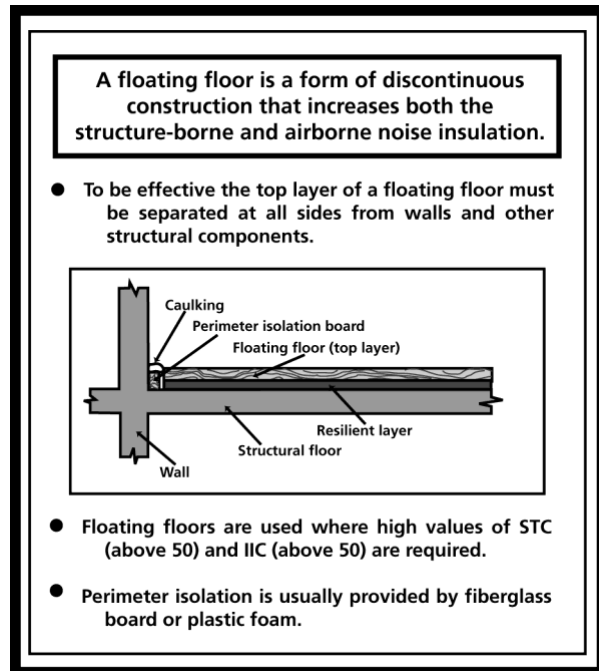 A floating floor is a form of discontinuous
construction that increases both the
structure-borne and airborne noise insulation.
● To be effective the top layer of a floating floor must
be separated at all sides from walls and other
structural components.
Caulking
Perimeter isolation board
Floating floor (top layer)
Resilient layer
Structural floor
Wall
● Floating floors are used where high values of STC
(above 50) and IIC (above 50) are required.
● Perimeter isolation is usually provided by fiberglass
board or plastic foam.